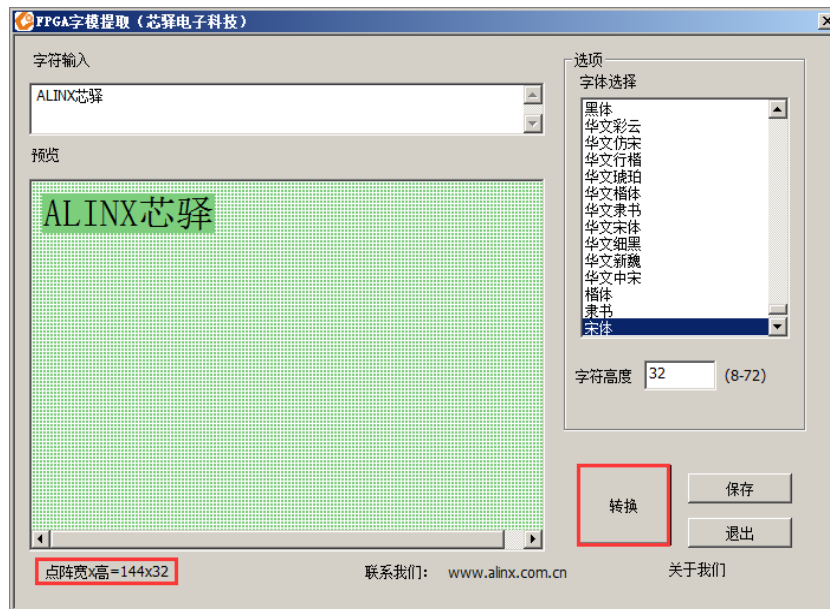 FPGA字模提取（芯驿电子科技）
字符输入
ALINX芯驿
预览
ALINX芯驿
点阵宽x高=144x32
联系我们： www.alinx.com.cn
选项
字体选择
黑体
华文彩云
华文仿宋
华文行楷
华文琥珀
华文楷体
华文隶书
华文宋体
华文细黑
华文新魏
华文中宋
楷体
隶书
宋体
字符高度 32 (8-72)
转换
保存
退出
关于我们